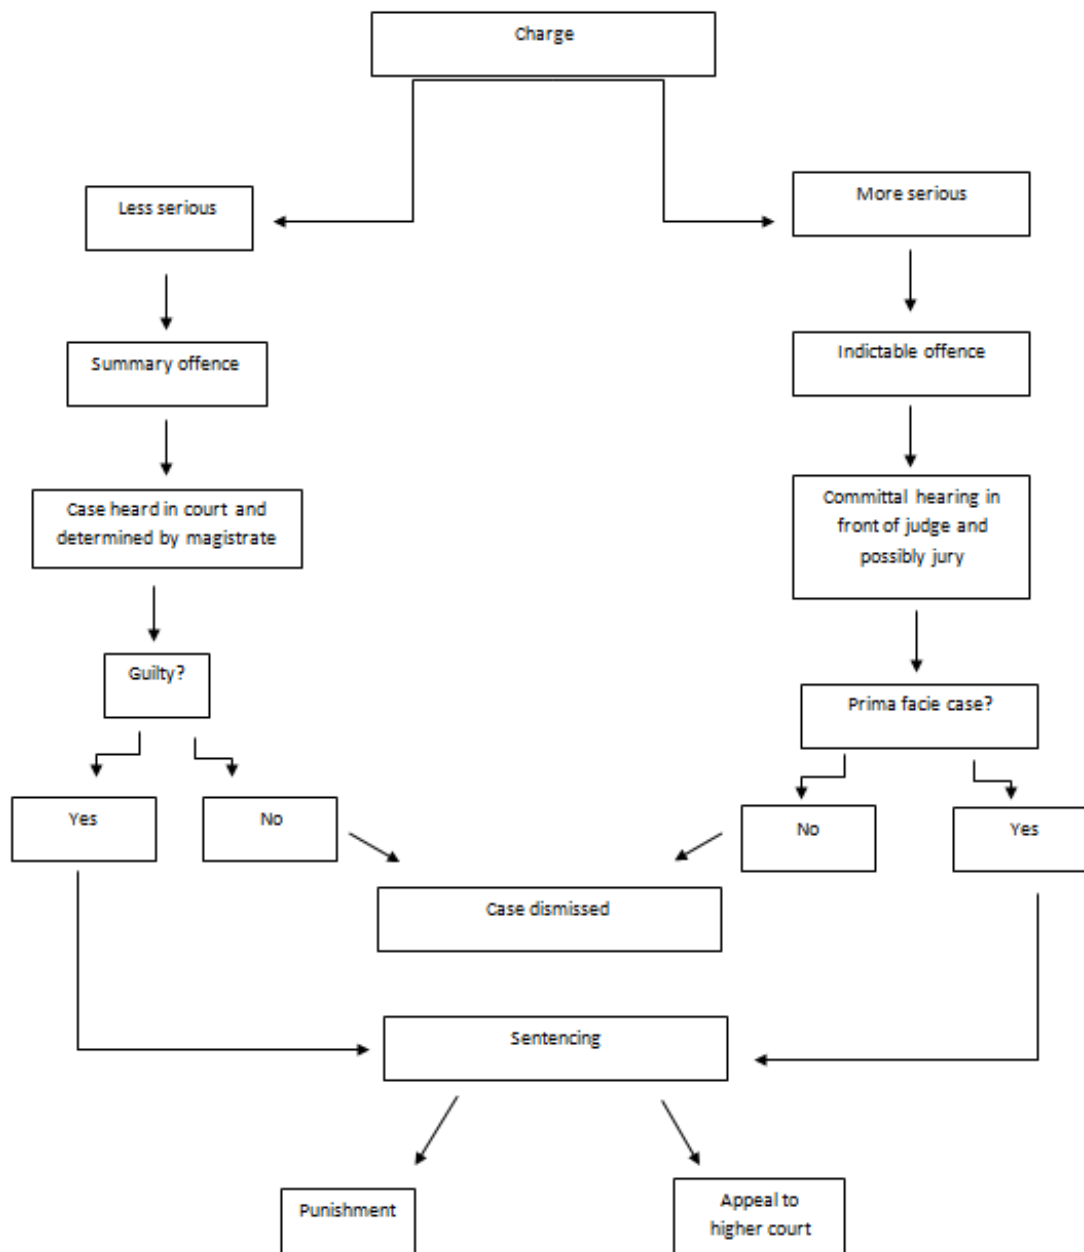 Charge
Less serious
More serious
Summary offence
Indictable offence
Case heard in court and
determined by magistrate
Committal hearing in
front of judge and
possibly jury
Guilty?
Prima facie case?
Yes
No
No
Yes
Case dismissed
Sentencing
Punishment
Appeal to
higher court